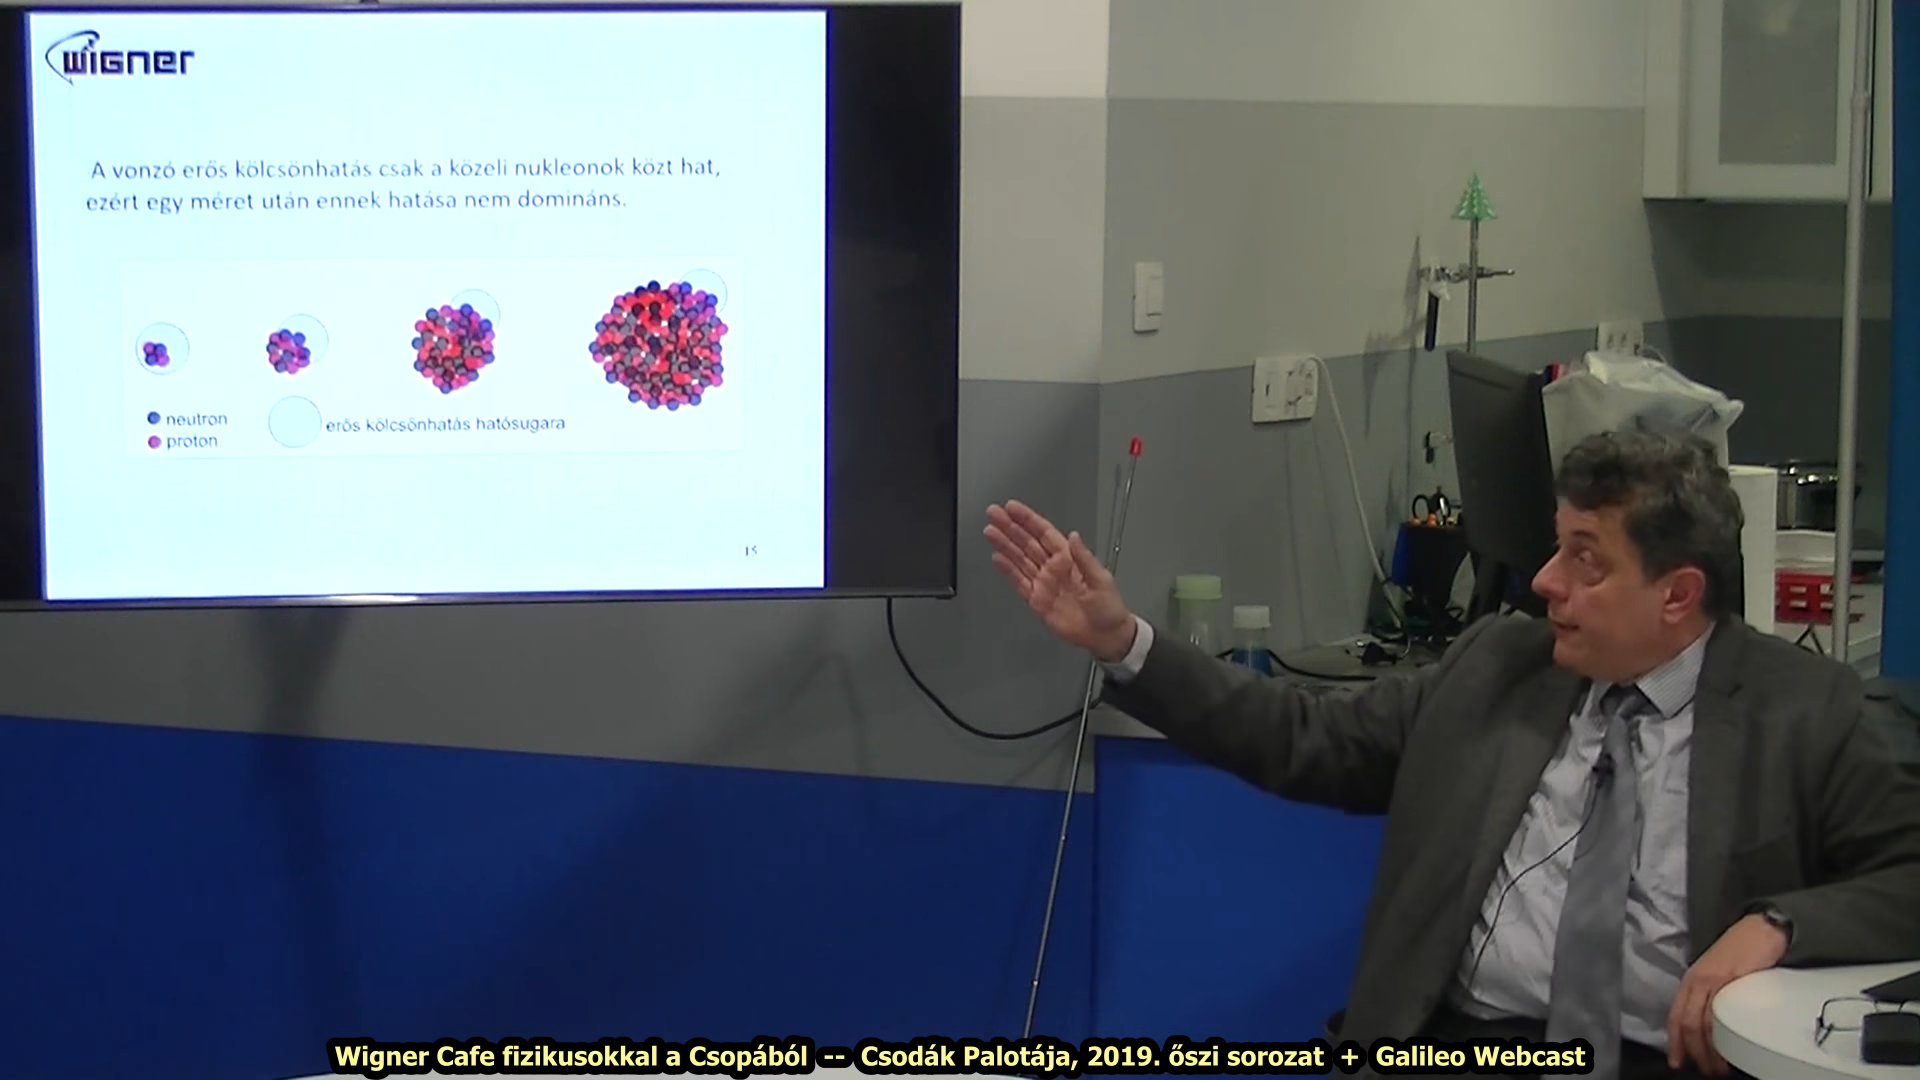 wigner
A vonzó erős kölcsönhatás csak a közeli nukleonok közt hat,
ezért egy méret után ennek hatása nem domináns.
neutron
proton
erős kölcsönhatás hatósugara
Wigner Cafe fizikusokkal a Csopából -- Csodák Palotája, 2019. őszi sorozat + Galileo Webcast